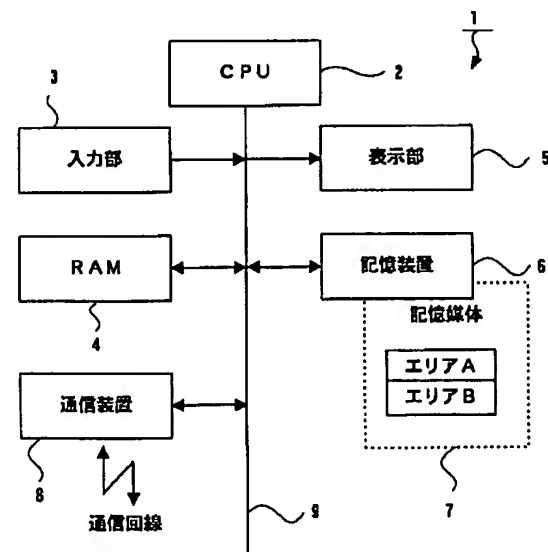 1
CPU
2
3
入力部
表示部
5
RAM
4
記憶装置
6
記憶媒体
エリアA
エリアB
7
通信装置
8
通信回線
9